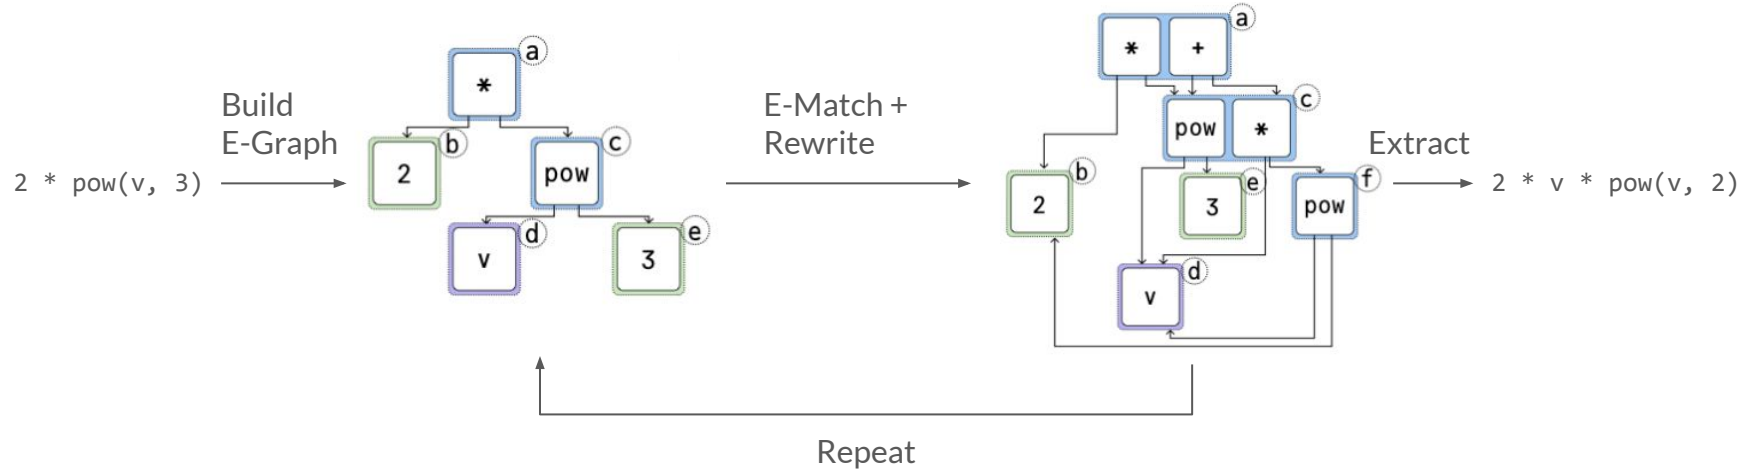 2 * pow(v, 3)
Build
E-Graph
*
a
2
b
pow
c
v
d
3
e
E-Match +
Rewrite
* +
a
pow *
c
2
b
3
e
pow
f
v
d
Extract
2 * v * pow(v, 2)
Repeat